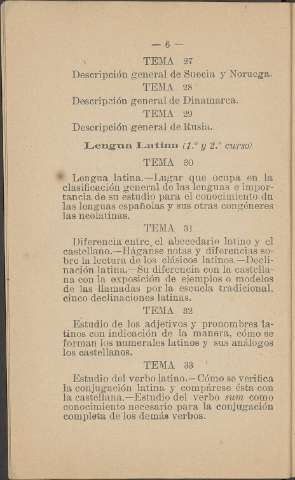 — 6 —
TEMA 27
Descripción general de Suecia y Noruega.
TEMA 28
Descripción general de Dinamarca.
TEMA 29
Descripción general de Rusia.
Lengua Latina (1.º y 2.º curso)
TEMA 30
Lengua latina.—Lugar que ocupa en la
clasificación general de las lenguas e impor-
tancia de su estudio para el conocimiento du
las lenguas españolas y sus otras congéneres
las neolatinas.
TEMA 31
Diferencia entre, el abecedario latino y el
castellano.—Háganse notas y diferencias so-
bre la lectura de los clásicos latinos.—Decli-
nación latina.—Su diferencia con la castella-
na con la exposición de ejemplos o modelos
de las llamadas por la escuela tradicional,
cinco declinaciones latinas.
TEMA 32
Estudio de los adjetivos y pronombres la-
tinos con indicación de la manera, cómo se
forman los numerales latinos y sus análogos
los castellanos.
TEMA 33
Estudio del verbo latino.—Cómo se verifica
la conjugación latina y compárese ésta con
la castellana.—Estudio del verbo sum como
conocimiento necesario para la conjugación
completa de los demás verbos.